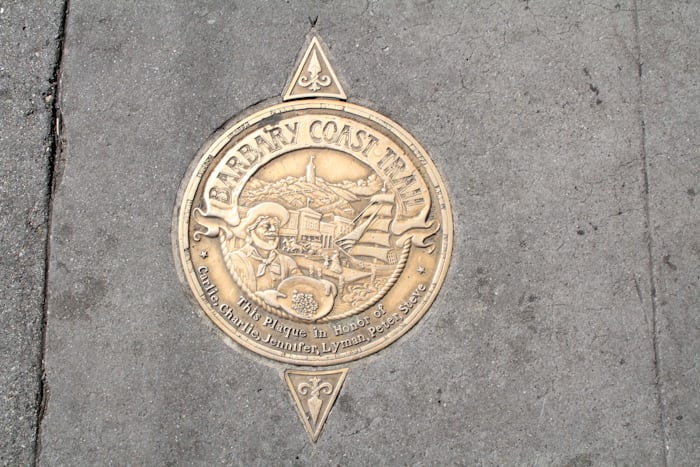 BARBARY COAST TRAIL
This Plaque in Honor of
Carlie, Charlie, Jennifer, Lyman, Peter, Steve